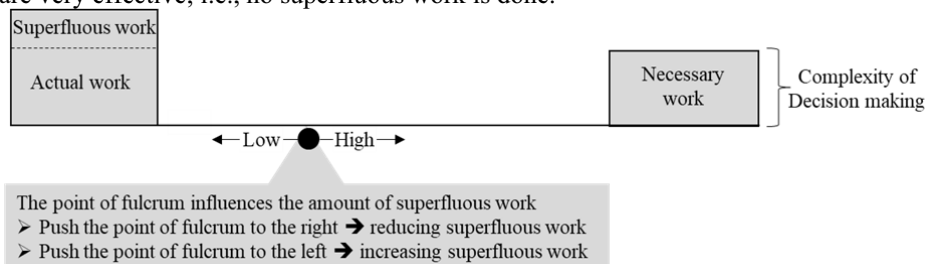 are very effective, i.e., no superfluous work is done.
Superfluous work
Actual work
Necessary
work
Complexity of
Decision making
Low
High
The point of fulcrum influences the amount of superfluous work
➢ Push the point of fulcrum to the right ➔ reducing superfluous work
➢ Push the point of fulcrum to the left ➔ increasing superfluous work